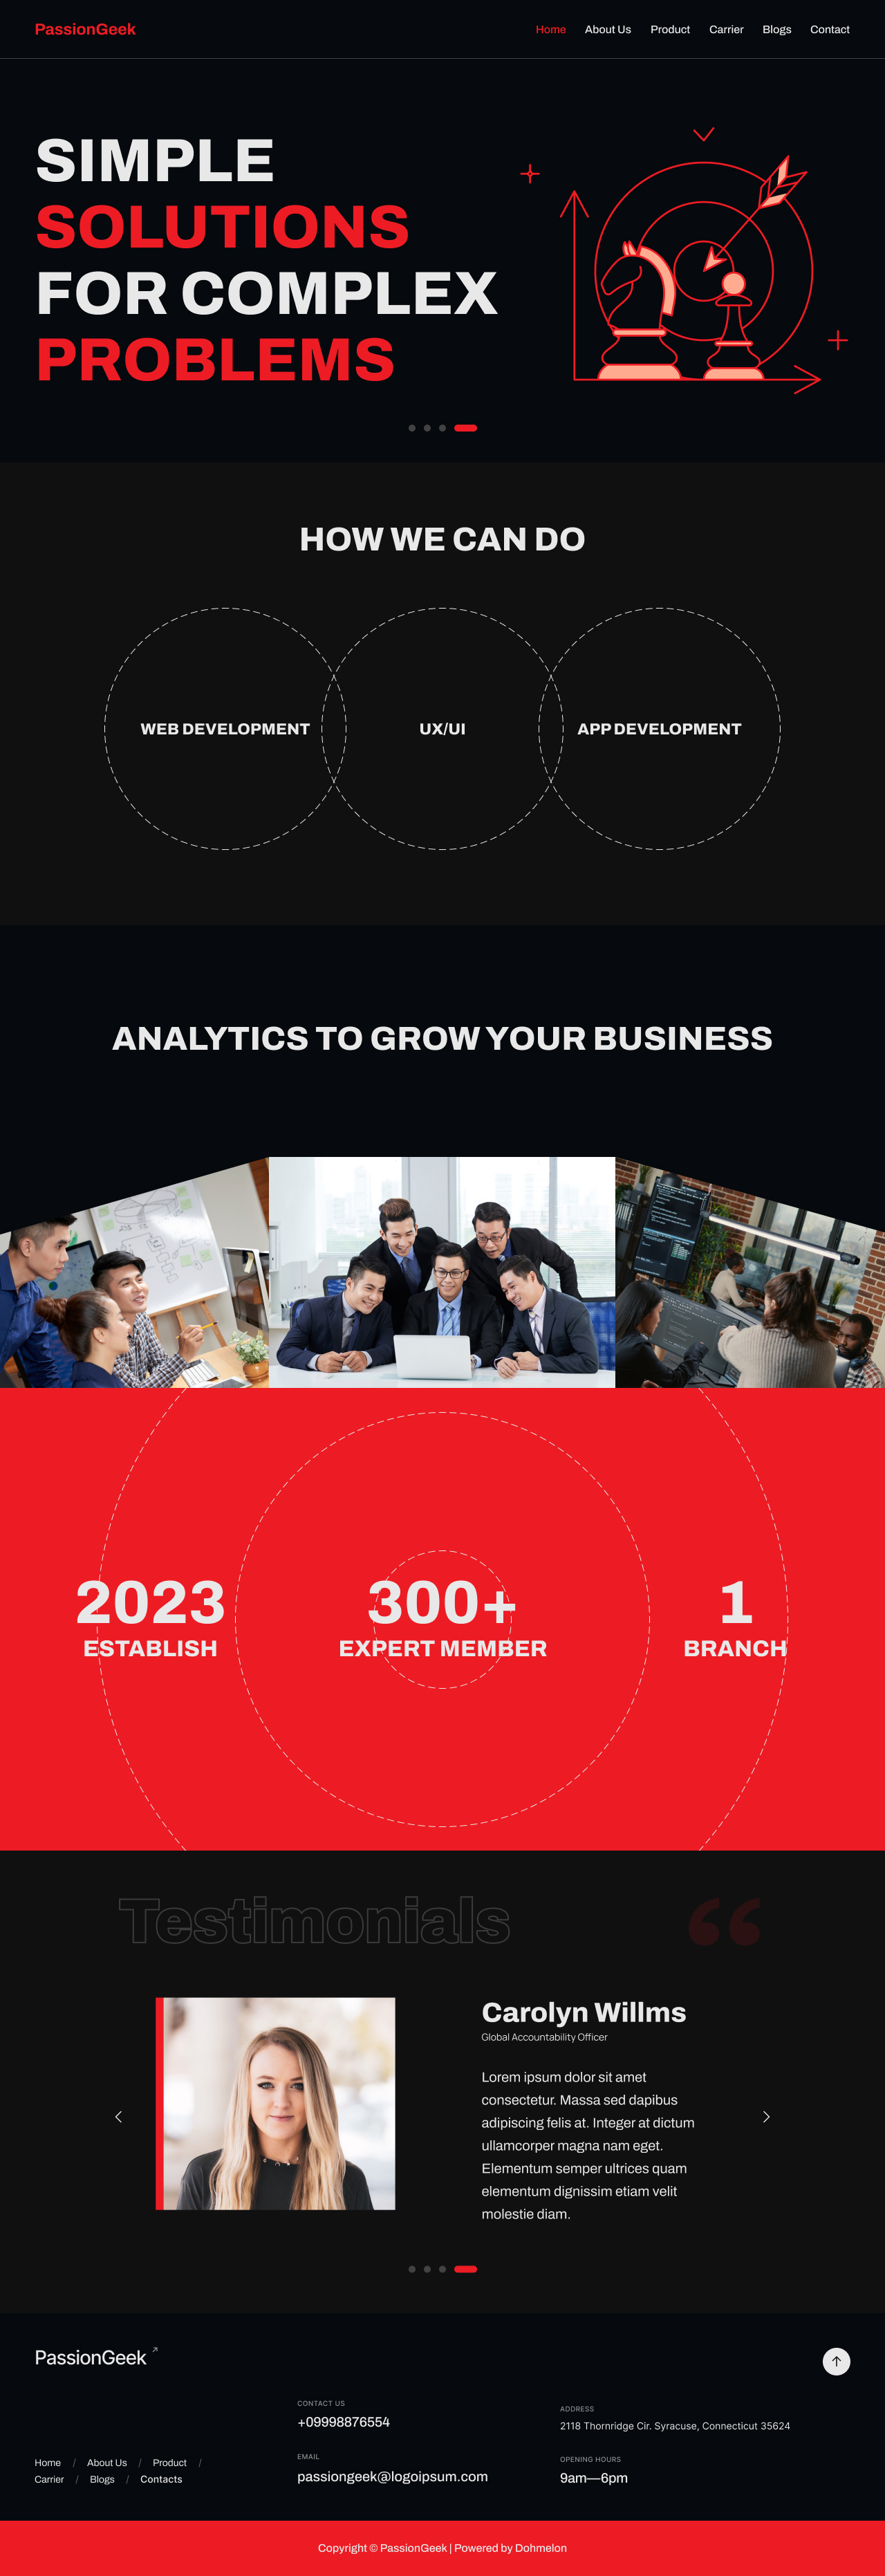 PassionGeek
Home About Us Product Carrier Blogs Contact
SIMPLE
SOLUTIONS
FOR COMPLEX
PROBLEMS
HOW WE CAN DO
WEB DEVELOPMENT
UX/UI
APP DEVELOPMENT
ANALYTICS TO GROW YOUR BUSINESS
2023
ESTABLISH
300+
EXPERT MEMBER
1
BRANCH
Testimonials
“
Carolyn Willms
Global Accountability Officer
Lorem ipsum dolor sit amet
consectetur. Massa sed dapibus
adipiscing felis at. Integer at dictum
ullamcorper magna nam eget.
Elementum semper ultrices quam
elementum dignissim etiam velit
molestie diam.
PassionGeek
Home / About Us / Product /
Carrier / Blogs / Contacts
CONTACT US
+09998876554
EMAIL
passiongeek@logoipsum.com
ADDRESS
2118 Thornridge Cir. Syracuse, Connecticut 35624
OPENING HOURS
9am—6pm
Copyright © PassionGeek | Powered by Dohmelon